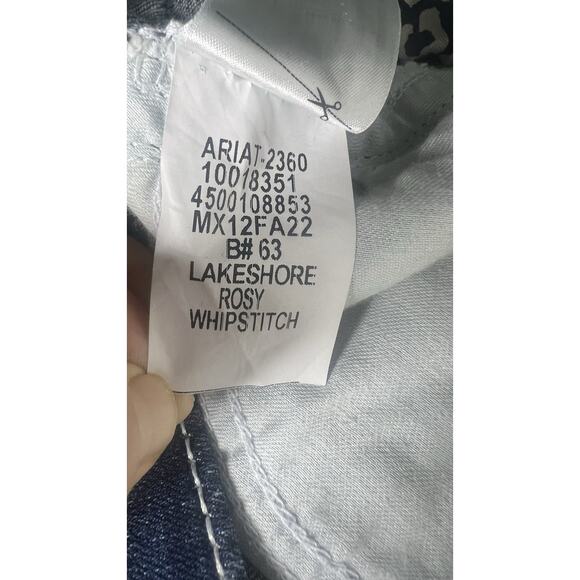 ARIAT-2360
10018351
4500108853
MX12FA22
B# 63
LAKESHORE
ROSY
WHIPSTITCH